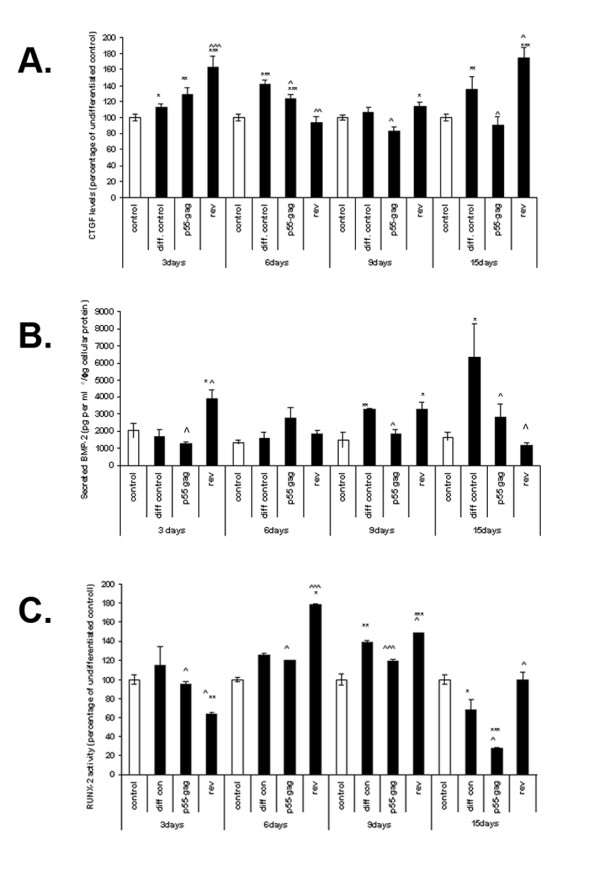 A.
CTGF levels (percentage of undifferentiated control)
200
180
160
140
120
100
80
60
40
20
0
*
**
^^^
***
***
^
***
^^
^
*
**
^
^
***
control
diff. control
p55-gag
rev
control
diff. control
p55-gag
rev
control
diff. control
p55-gag
rev
control
diff. control
p55-gag
rev
3days
6days
9days
15days
B.
Secreted BMP-2 (pg per ml
cellular protein)
9000
8000
7000
6000
5000
4000
3000
2000
1000
0
^
* ^
**
^
*
*
^
^
control
diff control
p55 gag
rev
control
diff control
p55 gag
rev
control
diff control
p55 gag
rev
control
diff control
p55 gag
rev
3 days
6days
9days
15days
C.
RUNX-2 activity (percentage of undifferentiated controll)
200
180
160
140
120
100
80
60
40
20
0
^
^
**
^
^^^
*
**
^^^
***
^
*
***
^
^
control
diff con
p55-gag
rev
control
diff con
p55-gag
rev
control
diff con
p55-gag
rev
control
diff con
p55-gag
rev
3days
6days
9days
15days